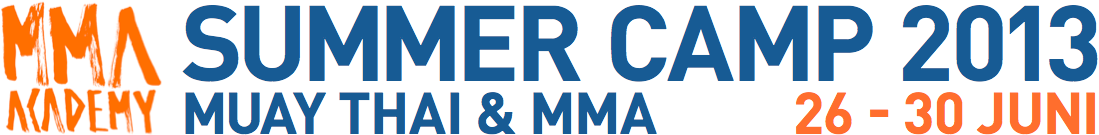 MMA
ACADEMY
SUMMER CAMP 2013
MUAY THAI & MMA 26 - 30 JUNI